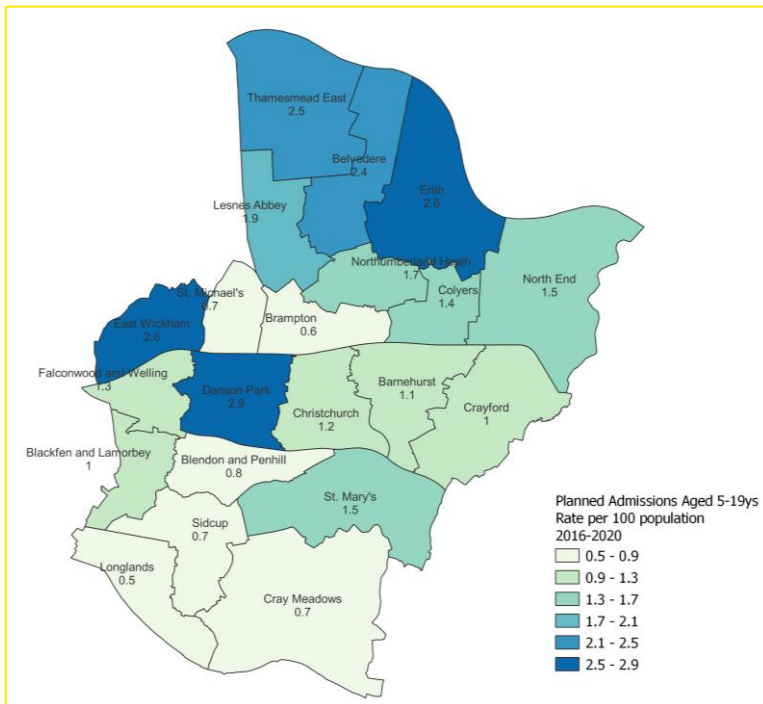 Thamesmead East
2.5
Belvedere
2.4
Erith
2.6
Lesnes Abbey
1.9
Northumberland Heath
1.7
Colyers
1.4
North End
1.5
St. Michael's
0.7
Brampton
0.6
East Wickham
2.6
Falconwood and Welling
1.3
Danson Park
2.9
Christchurch
1.2
Barnehurst
1.1
Crayford
1
Blackfen and Lamorbey
1
Blendon and Penhill
0.8
St. Mary's
1.5
Sidcup
0.7
Longlands
0.5
Cray Meadows
0.7
Planned Admissions Aged 5-19ys
Rate per 100 population
2016-2020
0.5 - 0.9
0.9 - 1.3
1.3 - 1.7
1.7 - 2.1
2.1 - 2.5
2.5 - 2.9